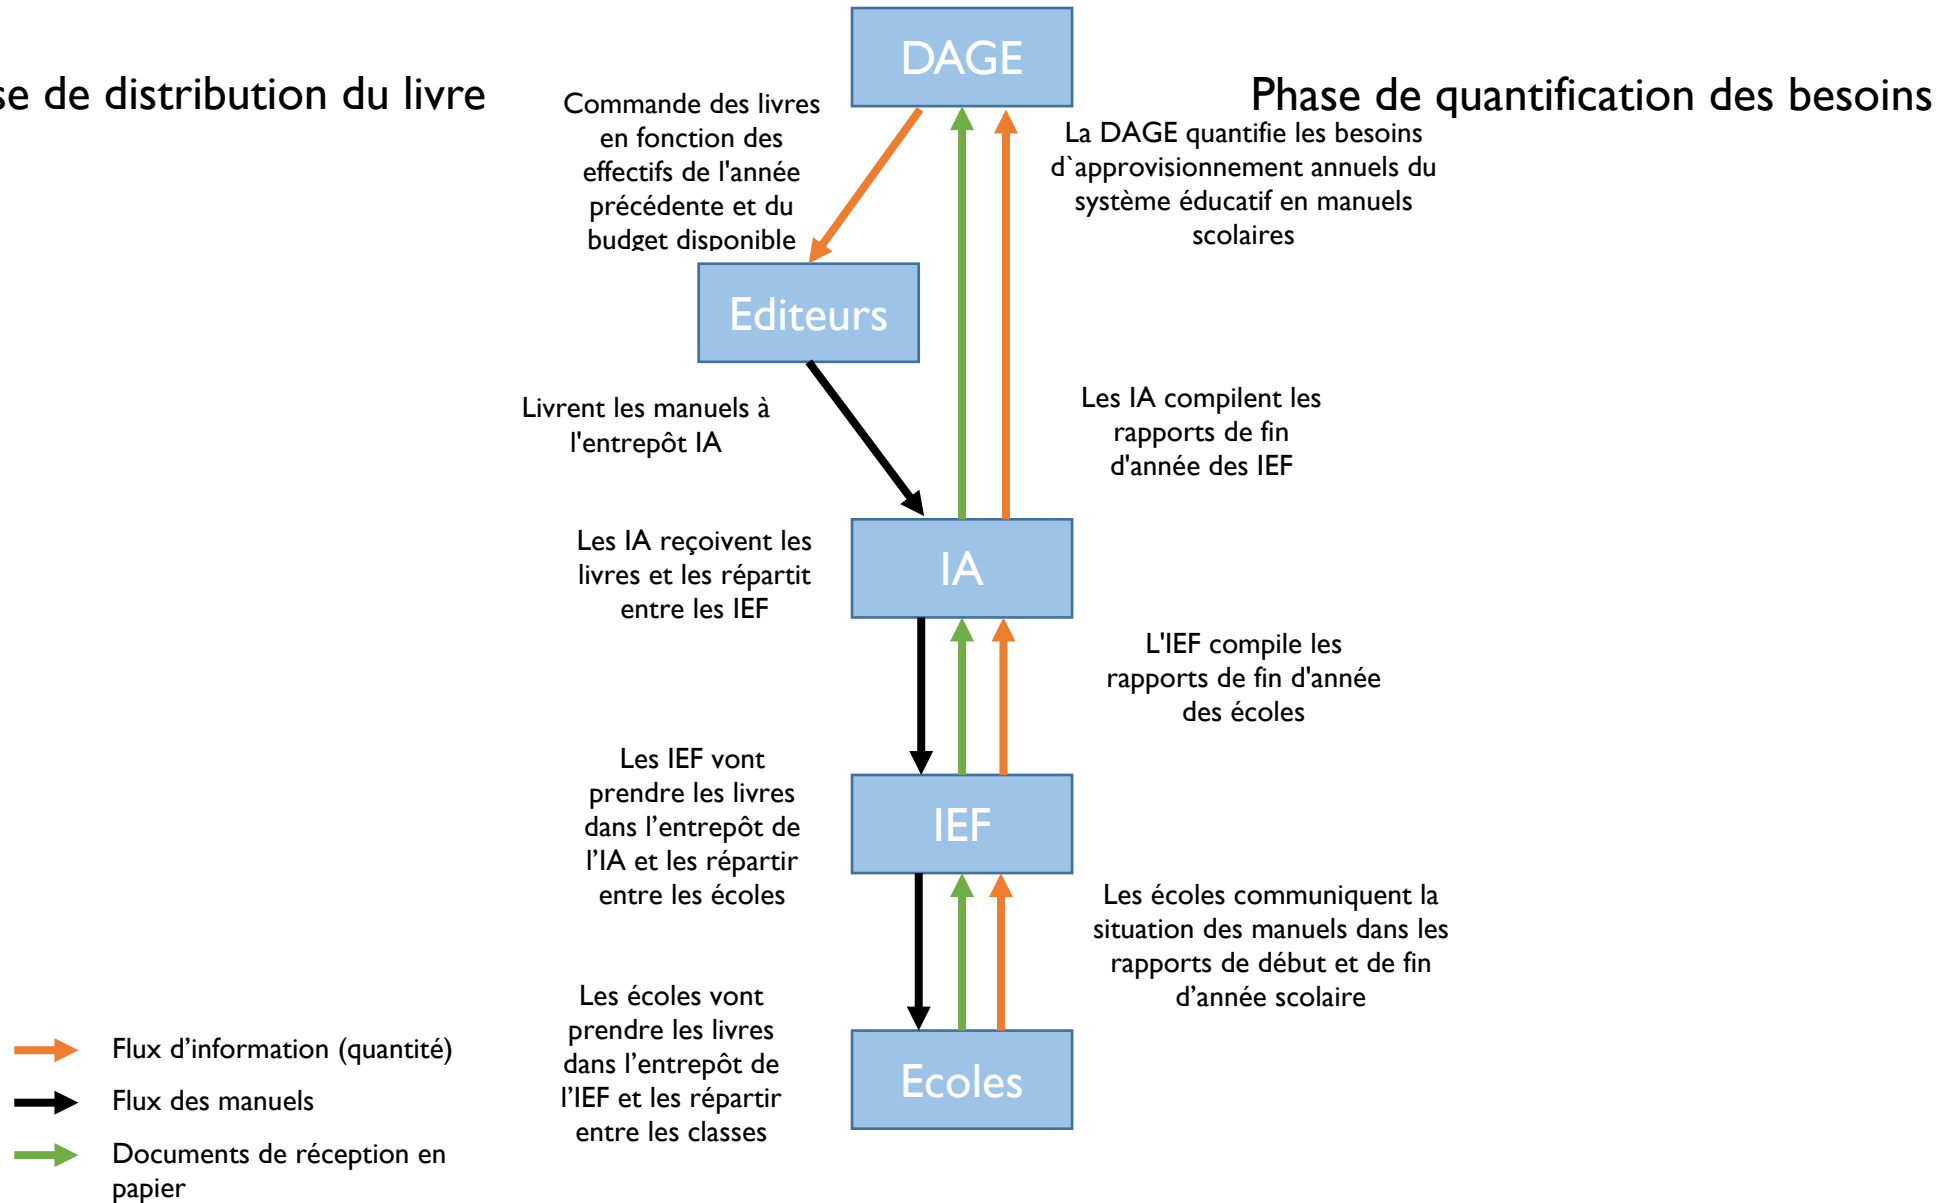 DAGE
se de distribution du livre
Phase de quantification des besoins
Commande des livres
en fonction des
effectifs de l'année
précédente et du
budget disponible
La DAGE quantifie les besoins
d`approvisionnement annuels du
système éducatif en manuels
scolaires
Editeurs
Livrent les manuels à
l'entrepôt IA
Les IA compilent les
rapports de fin
d'année des IEF
Les IA reçoivent les
livres et les répartit
entre les IEF
IA
L'IEF compile les
rapports de fin d'année
des écoles
Les IEF vont
prendre les livres
dans l’entrepôt de
l’IA et les répartir
entre les écoles
IEF
Les écoles communiquent la
situation des manuels dans les
rapports de début et de fin
d’année scolaire
Les écoles vont
prendre les livres
dans l’entrepôt de
l’IEF et les répartir
entre les classes
Ecoles
Flux d’information (quantité)
Flux des manuels
Documents de réception en
papier